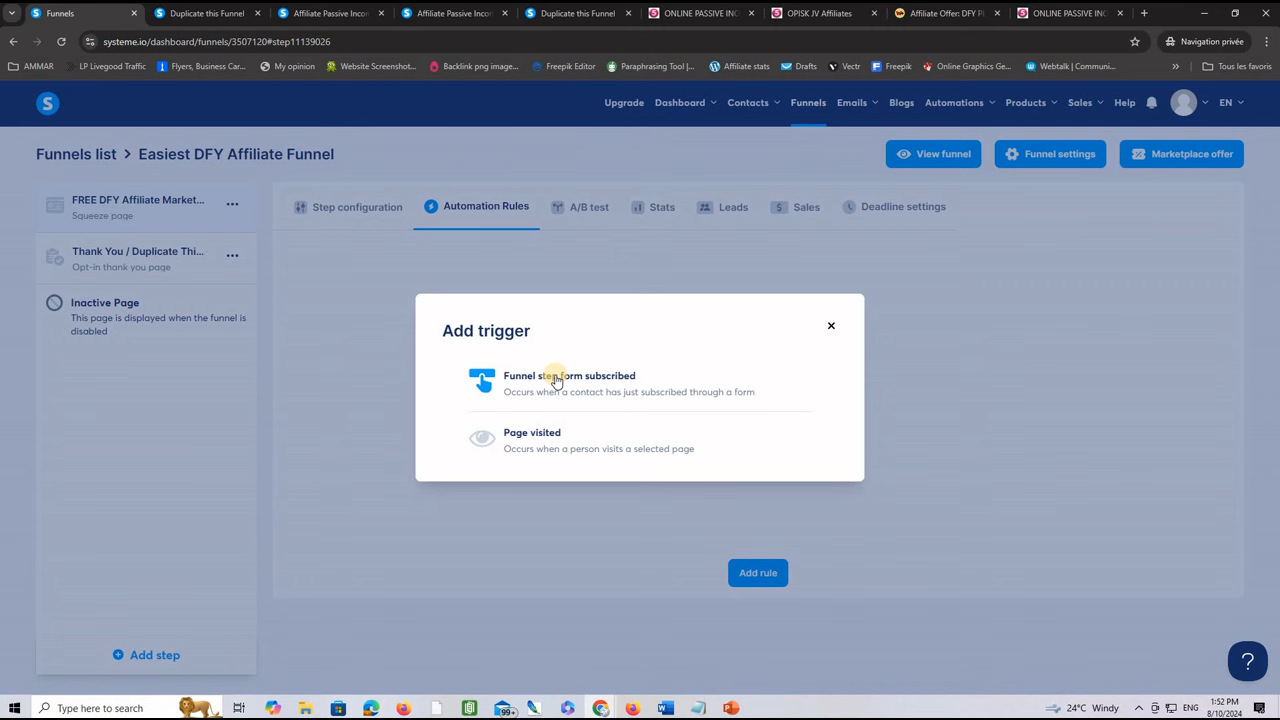 Funnels
Duplicate this Funnel
Affiliate Passive Incon
Affiliate Passive Incon
Duplicate this Funnel
ONLINE PASSIVE INC
OPISK JV Affiliates
Affiliate Offer: DFY Pl
ONLINE PASSIVE INC
systeme.io/dashboard/funnels/3507120#step11139026
Navigation privée
AMMAR
LP Livegood Traffic
Flyers, Business Car...
My opinion
Website Screenshot...
Backlink png image...
Freepik Editor
Paraphrasing Tool |...
Affiliate stats
Drafts
Vectr
Freepik
Online Graphics Ge...
Webtalk | Communi...
»
Tous les favoris
S
Upgrade
Dashboard
Contacts
Funnels
Emails
Blogs
Automations
Products
Sales
Help
EN
Funnels list > Easiest DFY Affiliate Funnel
View funnel
Funnel settings
Marketplace offer
FREE DFY Affiliate Market...
Squeeze page
Thank You / Duplicate Thi...
Opt-in thank you page
Inactive Page
This page is displayed when the funnel is
disabled
Add step
Step configuration
Automation Rules
A/B test
Stats
Leads
Sales
Deadline settings
Add trigger
Funnel step form subscribed
Occurs when a contact has just subscribed through a form
Page visited
Occurs when a person visits a selected page
Add rule
?
Type here to search
99+
24°C Windy
1:52 PM
8/10/2024